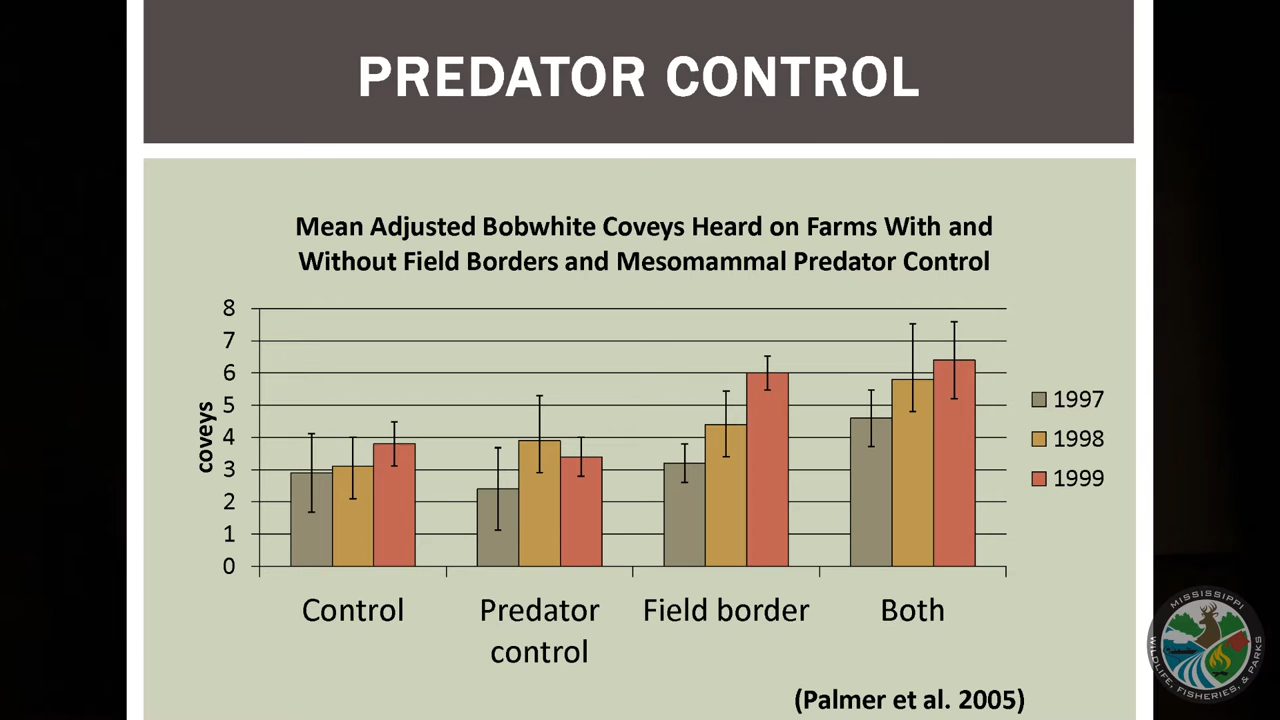 PREDATOR CONTROL
Mean Adjusted Bobwhite Coveys Heard on Farms With and
Without Field Borders and Mesomammal Predator Control
8
7
6
5
4
3
2
1
0
coveys
Control
Predator
control
Field border
Both
1997
1998
1999
(Palmer et al. 2005)
MISSISSIPPI
WILDLIFE, FISHERIES, & PARKS